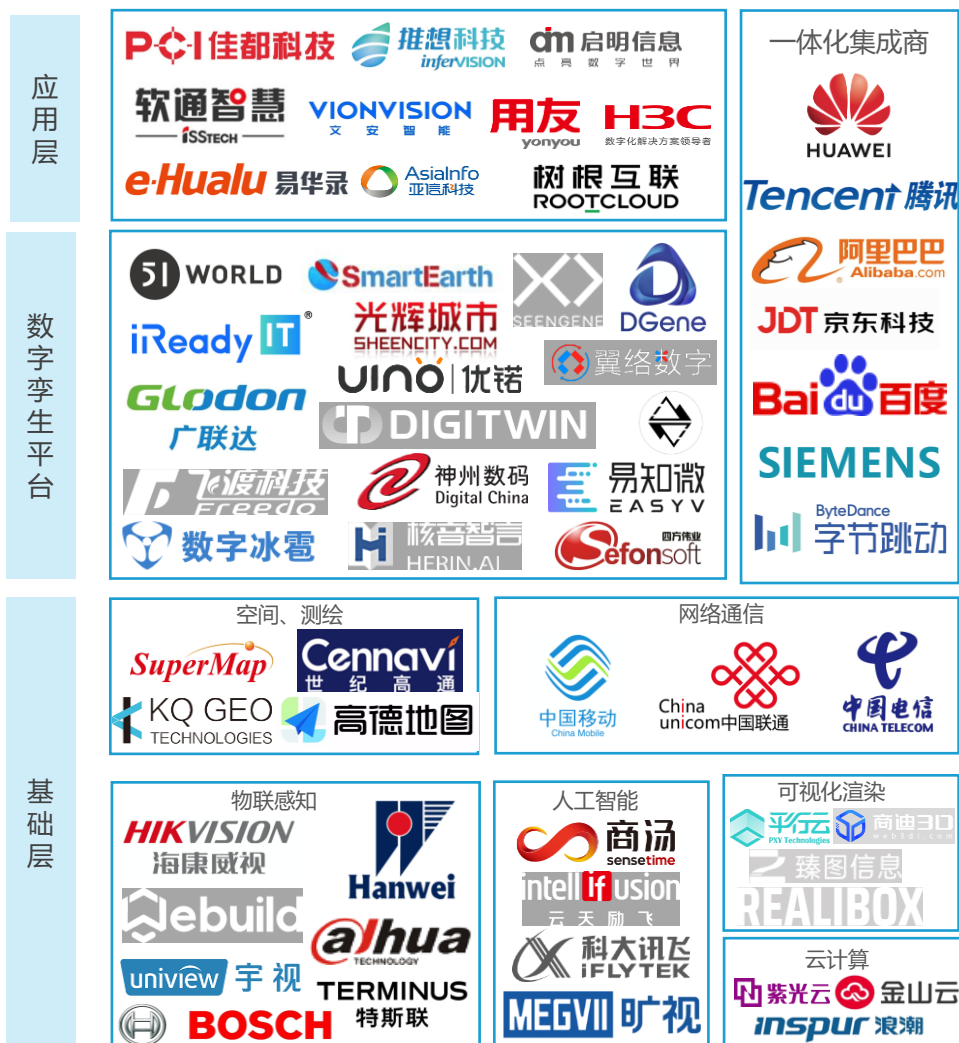 应用层
PCI佳都科技
推想科技
inferVISION
dm 启明信息
点亮数字世界
软通智慧
iSSTECH
VIONVISION
文安智能
用友
yonyou
H3C
数字化解决方案领导者
e·Hualu 易华录
AsiaInfo
亚信科技
树根互联
ROOTCLOUD
一体化集成商
HUAWEI
Tencent 腾讯
阿里巴巴
Alibaba.com
JDT 京东科技
Baidu百度
SIEMENS
ByteDance
字节跳动
数字孪生平台
51WORLD
SmartEarth
SEENGENE
DGene
iReady IT®
光辉城市
SHEENCITY.COM
翼络数字
UINO 优锘
Glodon
广联达
DIGITWIN
飞渡科技
Freedo
神州数码
Digital China
易知微
EASYV
数字冰雹
核音智言
HERIN.AI
四方伟业
Sefonsoft
基础层
空间、测绘
SuperMap
Cennavi
世纪高通
KQ GEO
TECHNOLOGIES
高德地图
网络通信
中国移动
China Mobile
China
unicom中国联通
中国电信
CHINA TELECOM
物联感知
HIKVISION
海康威视
Hanwei
Webuild
alhua
TECHNOLOGY
uniview 宇视
TERMINUS
特斯联
BOSCH
人工智能
商汤
sensetime
intellifusion
云天励飞
科大讯飞
iFLYTEK
MEGVII 旷视
可视化渲染
平行云
PXY Technologies
商迪3D
web3di.com
臻图信息
REALIBOX
云计算
紫光云
金山云
inspur 浪潮